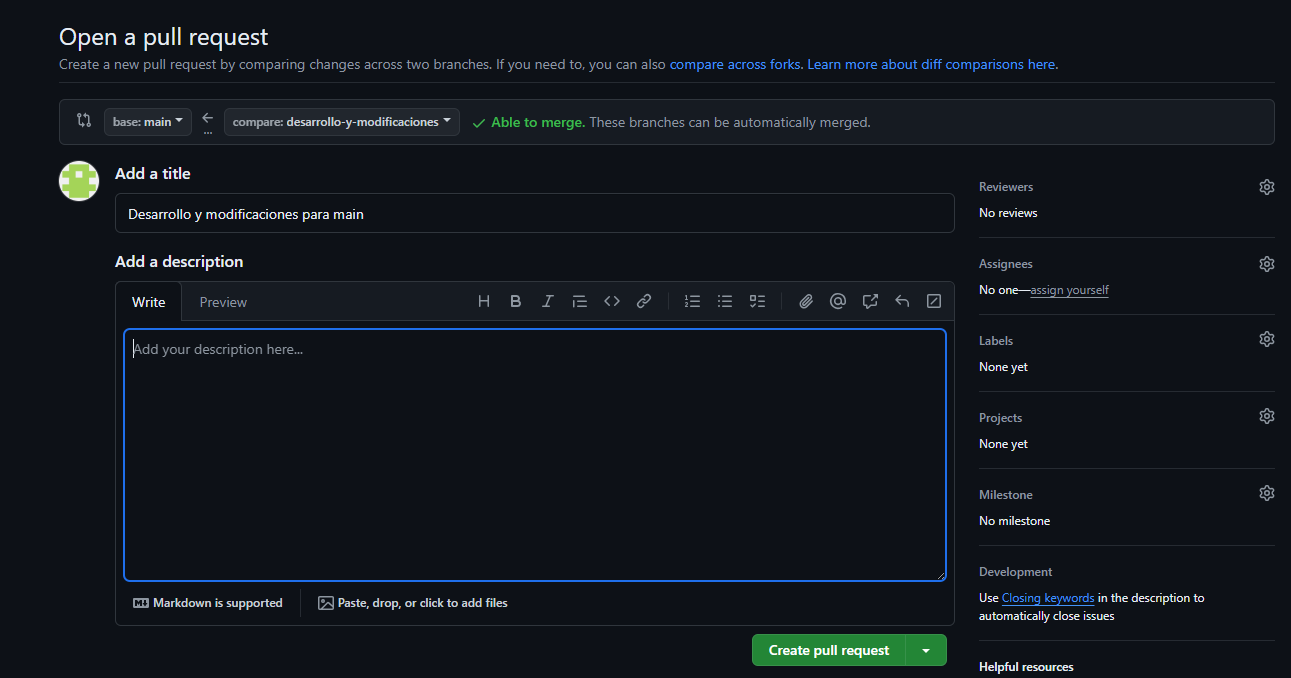 Open a pull request
Create a new pull request by comparing changes across two branches. If you need to, you can also compare across forks. Learn more about diff comparisons here.
base: main
...
compare: desarrollo-y-modificaciones
Able to merge. These branches can be automatically merged.
Add a title
Desarrollo y modificaciones para main
Add a description
Write
Preview
Add your description here...
Markdown is supported
Paste, drop, or click to add files
Create pull request
Reviewers
No reviews
Assignees
No one—assign yourself
Labels
None yet
Projects
None yet
Milestone
No milestone
Development
Use Closing keywords in the description to
automatically close issues
Helpful resources